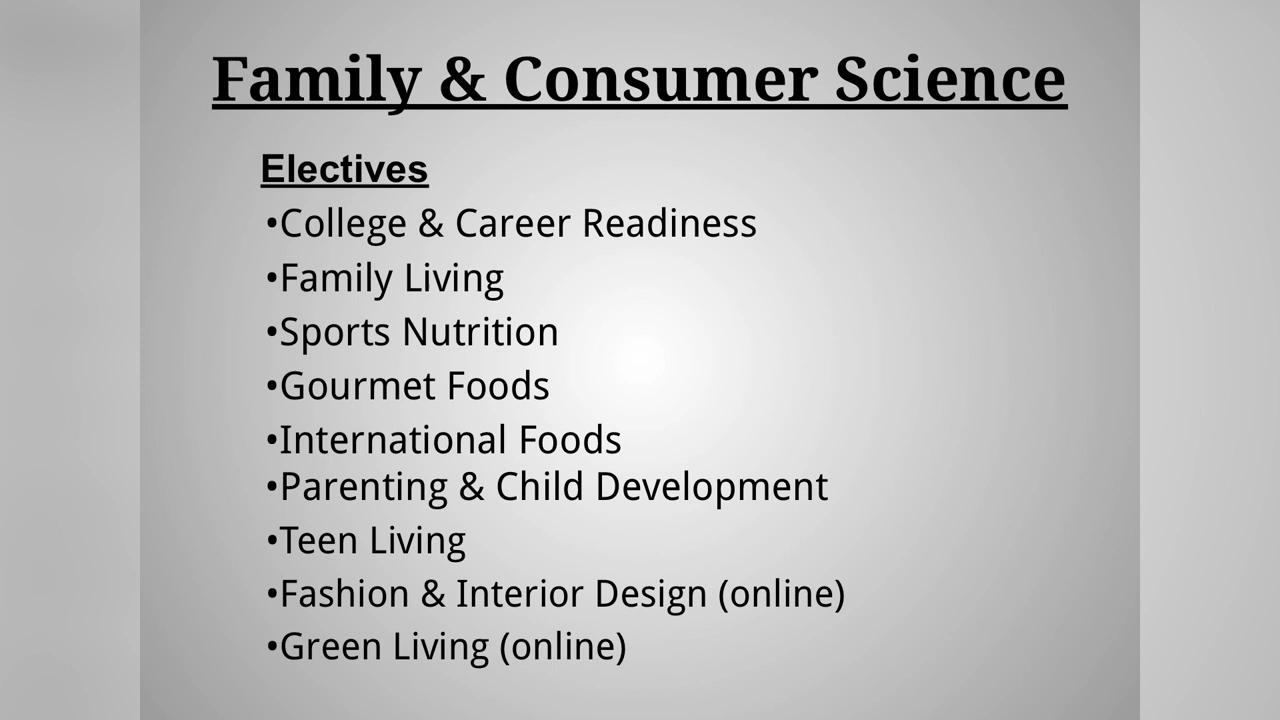 Family & Consumer Science
Electives
•College & Career Readiness
•Family Living
•Sports Nutrition
•Gourmet Foods
•International Foods
•Parenting & Child Development
•Teen Living
•Fashion & Interior Design (online)
•Green Living (online)